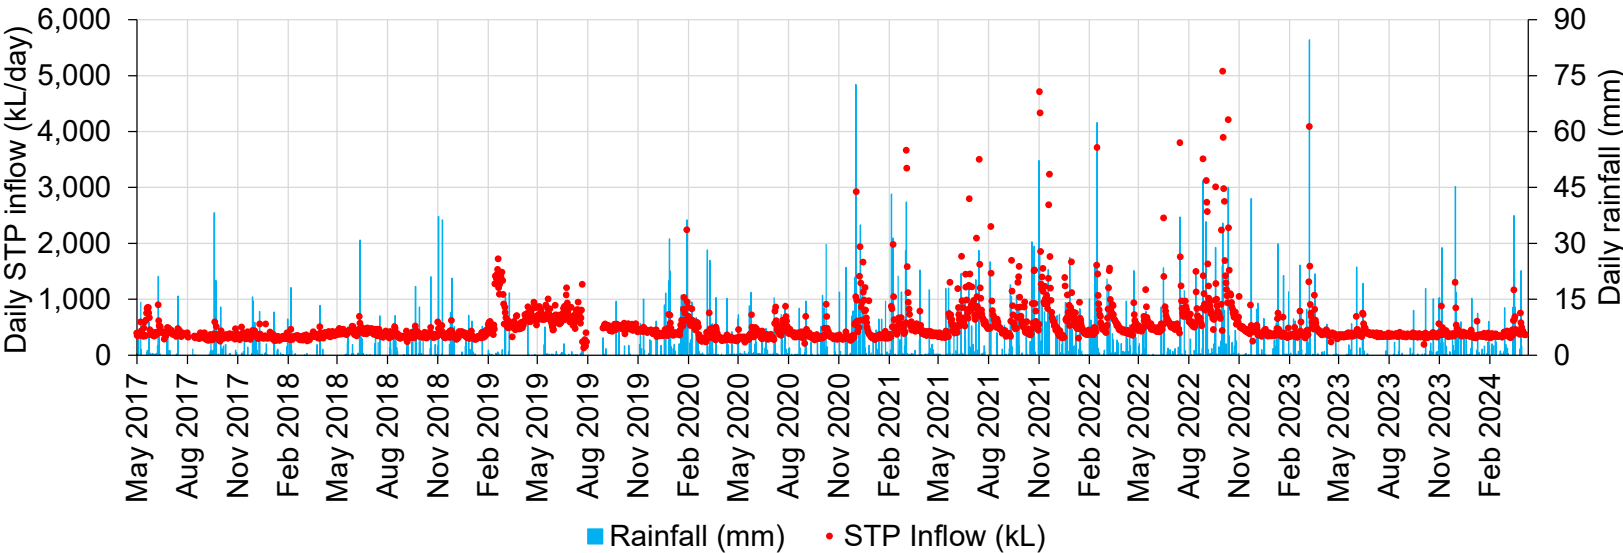 Daily STP inflow (kL/day)
6,000
5,000
4,000
3,000
2,000
1,000
0
90
75
60
45
30
15
0
Daily rainfall (mm)
May 2017
Aug 2017
Nov 2017
Feb 2018
May 2018
Aug 2018
Nov 2018
Feb 2019
May 2019
Aug 2019
Nov 2019
Feb 2020
May 2020
Aug 2020
Nov 2020
Feb 2021
May 2021
Aug 2021
Nov 2021
Feb 2022
May 2022
Aug 2022
Nov 2022
Feb 2023
May 2023
Aug 2023
Nov 2023
Feb 2024
Rainfall (mm)
STP Inflow (kL)